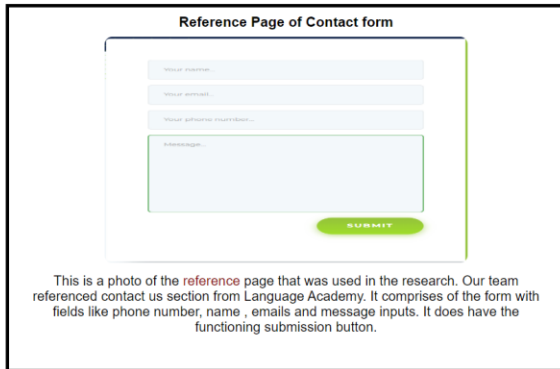 Reference Page of Contact form
Your name...
Your email...
Your phone number...
Message...
SUBMIT
This is a photo of the reference page that was used in the research. Our team
referenced contact us section from Language Academy. It comprises of the form with
fields like phone number, name , emails and message inputs. It does have the
functioning submission button.